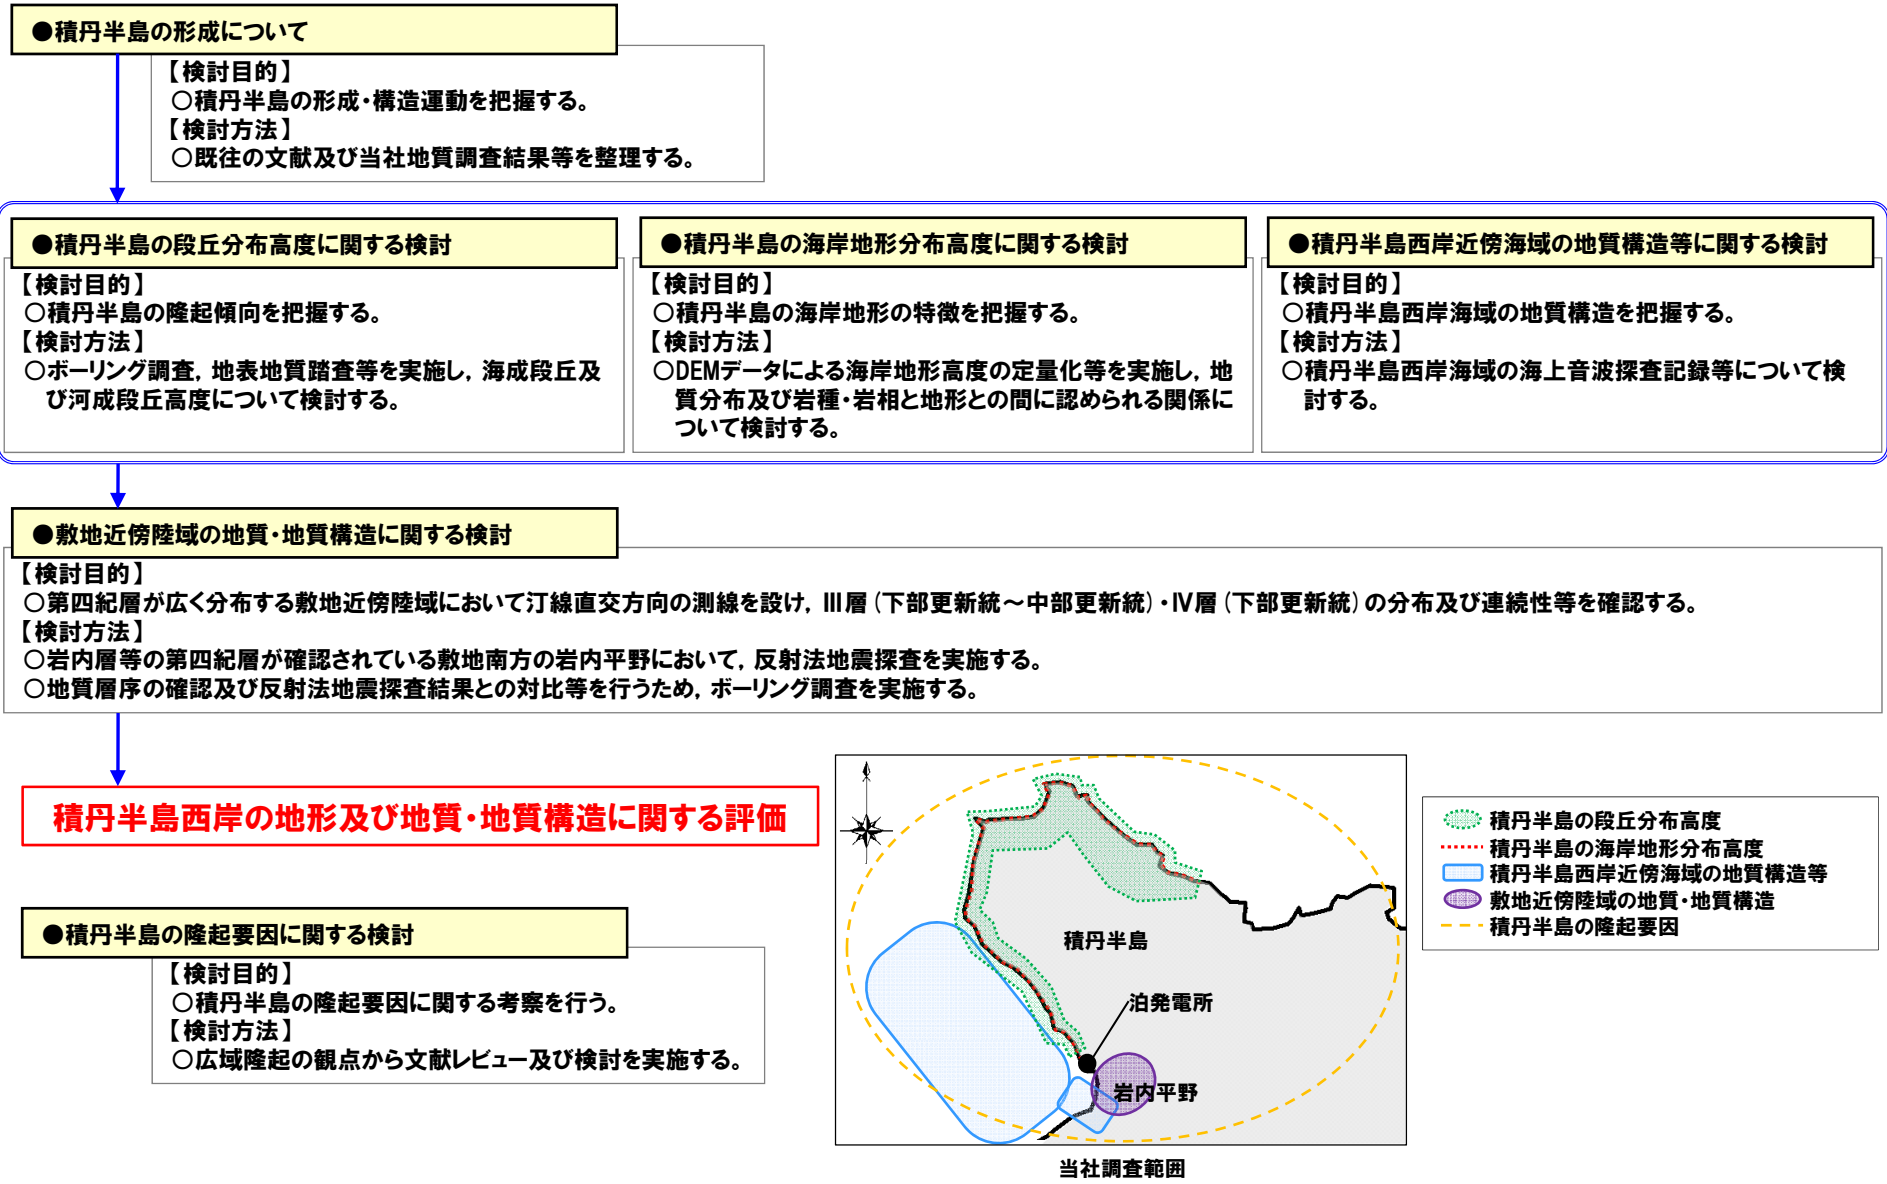 ●積丹半島の形成について
【検討目的】
○積丹半島の形成・構造運動を把握する。
【検討方法】
○既往の文献及び当社地質調査結果等を整理する。
●積丹半島の段丘分布高度に関する検討
【検討目的】
○積丹半島の隆起傾向を把握する。
【検討方法】
○ボーリング調査，地表地質踏査等を実施し，海成段丘及
び河成段丘高度について検討する。
●積丹半島の海岸地形分布高度に関する検討
【検討目的】
○積丹半島の海岸地形の特徴を把握する。
【検討方法】
○DEMデータによる海岸地形高度の定量化等を実施し，地
質分布及び岩種・岩相と地形との間に認められる関係に
ついて検討する。
●積丹半島西岸近傍海域の地質構造等に関する検討
【検討目的】
○積丹半島西岸海域の地質構造を把握する。
【検討方法】
○積丹半島西岸海域の海上音波探査記録等について検
討する。
●敷地近傍陸域の地質・地質構造に関する検討
【検討目的】
○第四紀層が広く分布する敷地近傍陸域において汀線直交方向の測線を設け，Ⅲ層（下部更新統～中部更新統）・Ⅳ層（下部更新統）の分布及び連続性等を確認する。
【検討方法】
○岩内層等の第四紀層が確認されている敷地南方の岩内平野において，反射法地震探査を実施する。
○地質層序の確認及び反射法地震探査結果との対比等を行うため，ボーリング調査を実施する。
積丹半島西岸の地形及び地質・地質構造に関する評価
●積丹半島の隆起要因に関する検討
【検討目的】
○積丹半島の隆起要因に関する考察を行う。
【検討方法】
○広域隆起の観点から文献レビュー及び検討を実施する。
積丹半島
泊発電所
岩内平野
当社調査範囲
積丹半島の段丘分布高度
積丹半島の海岸地形分布高度
積丹半島西岸近傍海域の地質構造等
敷地近傍陸域の地質・地質構造
積丹半島の隆起要因